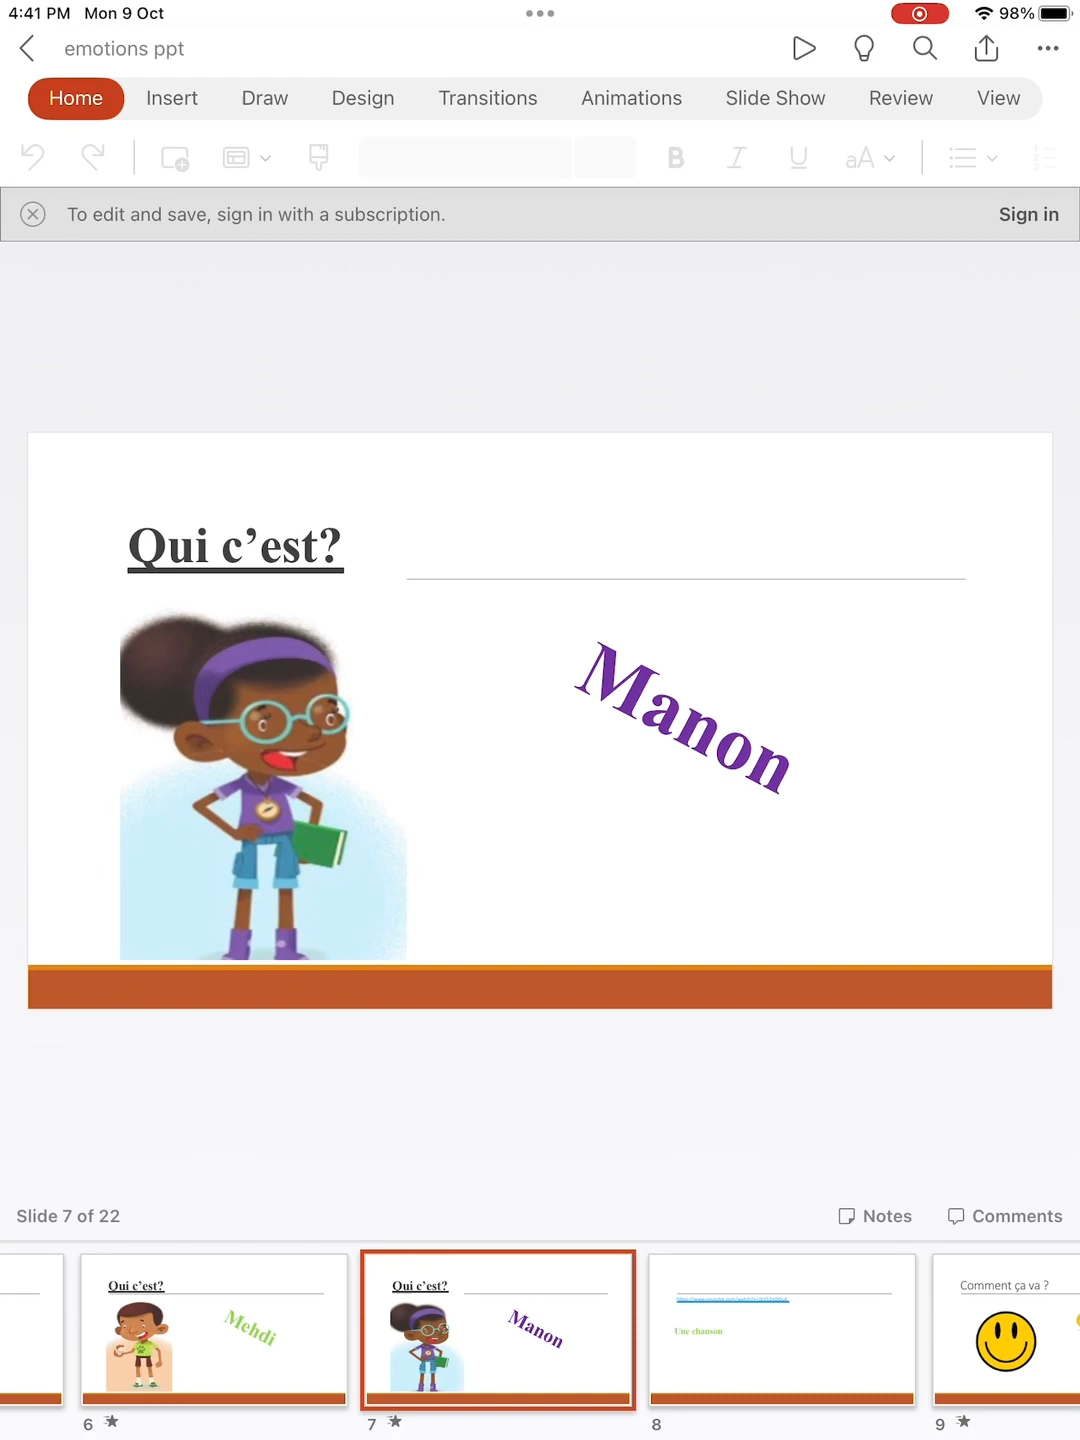 4:41 PM Mon 9 Oct
98%
emotions ppt
Home Insert Draw Design Transitions Animations Slide Show Review View
B I U aA
To edit and save, sign in with a subscription. Sign in
Qui c’est?
Manon
Slide 7 of 22 Notes Comments
Qui c’est?
Mehdi
Qui c’est?
Manon
Une chanson
Comment ça va ?
6 7 8 9